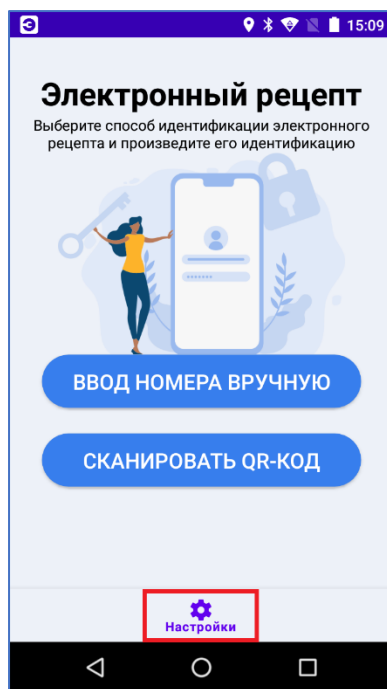 15:09
Электронный рецепт
Выберите способ идентификации электронного
рецепта и произведите его идентификацию
ВВОД НОМЕРА ВРУЧНУЮ
СКАНИРОВАТЬ QR-КОД
Настройки